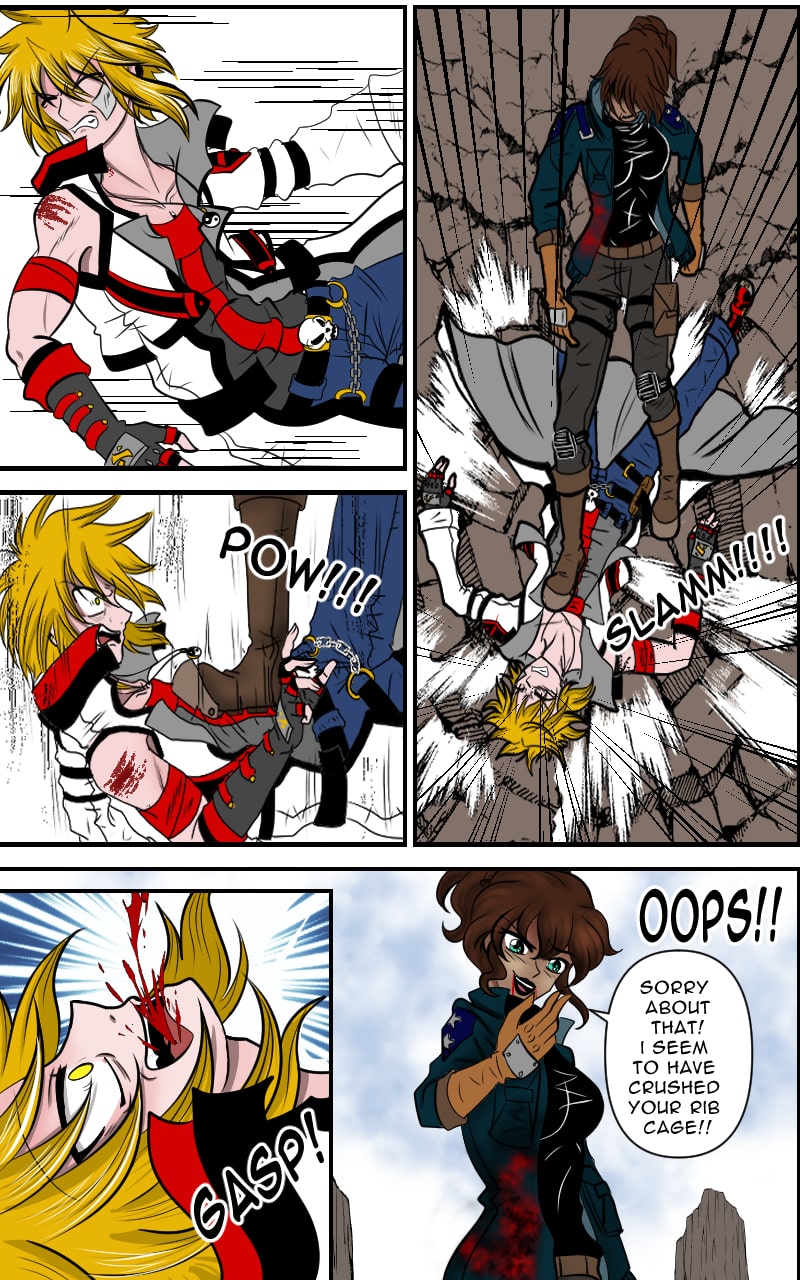 POW!!!
SLAMM!!!!
GASP!
OOPS!!
SORRY
ABOUT
THAT!
I SEEM
TO HAVE
CRUSHED
YOUR RIB
CAGE!!